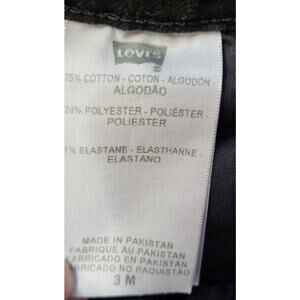 Levi's
®
75% COTTON - COTON - ALGODÓN
ALGODÃO
24% POLYESTER - POLIÉSTER -
POLIESTER
1% ELASTANE - ELASTHANNE -
ELASTANO
MADE IN PAKISTAN
FABRIQUE AU PAKISTAN
FABRICADO EN PAKISTAN
FABRICADO NO PAQUISTÃO
3 M